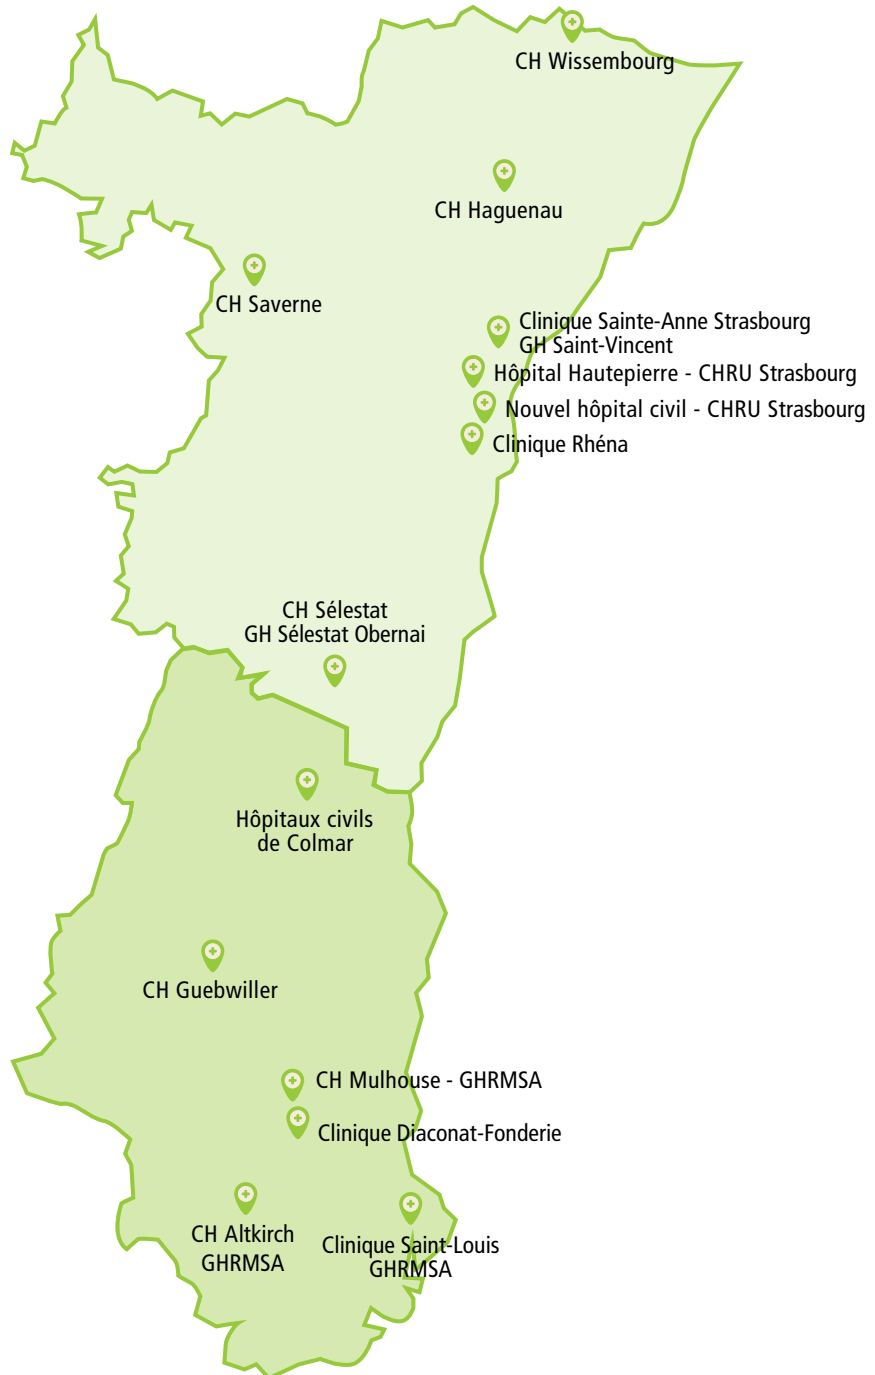 CH Wissembourg
CH Haguenau
CH Saverne
Clinique Sainte-Anne Strasbourg
GH Saint-Vincent
Hôpital Hautepierre - CHRU Strasbourg
Nouvel hôpital civil - CHRU Strasbourg
Clinique Rhéna
CH Sélestat
GH Sélestat Obernai
Hôpitaux civils
de Colmar
CH Guebwiller
CH Mulhouse - GHRMSA
Clinique Diaconat-Fonderie
CH Altkirch
GHRMSA
Clinique Saint-Louis
GHRMSA